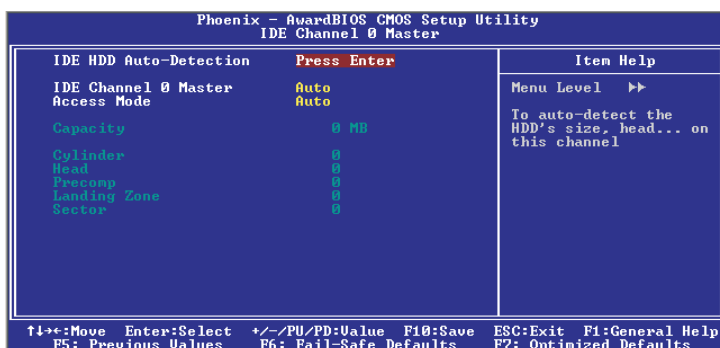 Phoenix - AwardBIOS CMOS Setup Utility
IDE Channel 0 Master
IDE HDD Auto-Detection Press Enter
IDE Channel 0 Master Auto
Access Mode Auto
Capacity 0 MB
Cylinder 0
Head 0
Precomp 0
Landing Zone 0
Sector 0
Item Help
Menu Level ▶▶
To auto-detect the
HDD's size, head... on
this channel
↑↓→←:Move Enter:Select +/-/PU/PD:Value F10:Save ESC:Exit F1:General Help
F5: Previous Values F6: Fail-Safe Defaults F7: Optimized Defaults